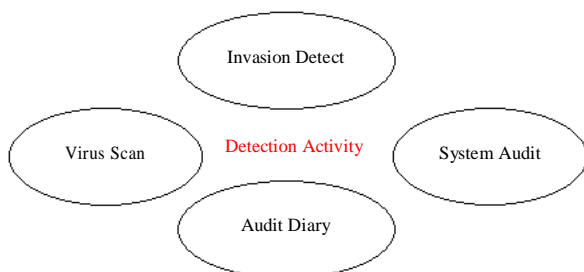 Invasion Detect
Virus Scan
Detection Activity
System Audit
Audit Diary